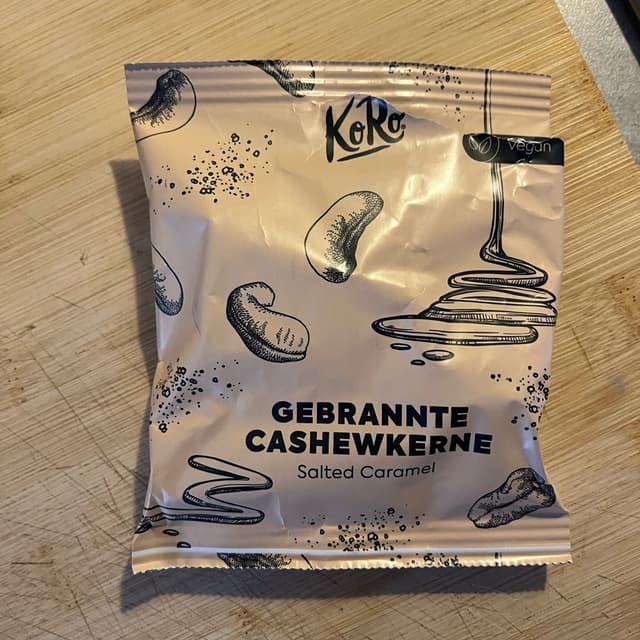 KoRo
vegan
GEBRANNTE
CASHEWKERNE
Salted Caramel